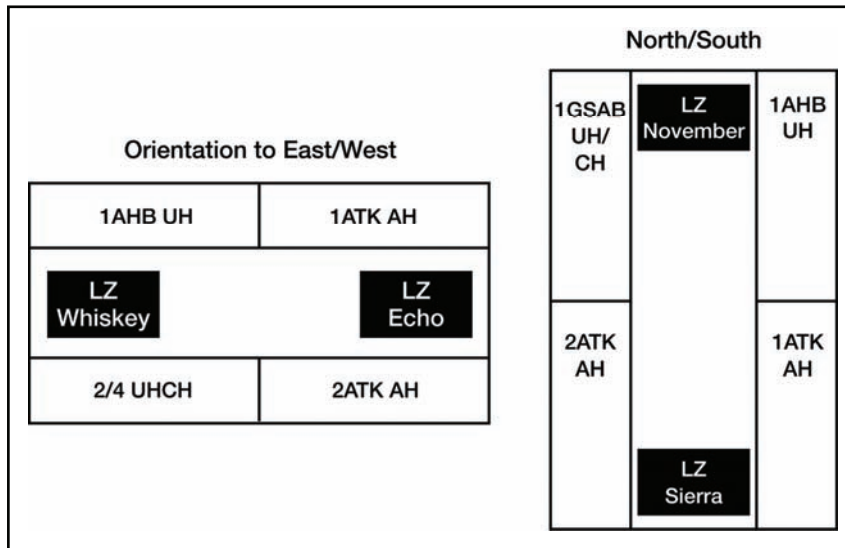 Orientation to East/West
1AHB UH
1ATK AH
LZ
Whiskey
LZ
Echo
2/4 UHCH
2ATK AH
North/South
1GSAB
UH/
CH
LZ
November
1AHB
UH
2ATK
AH
1ATK
AH
LZ
Sierra